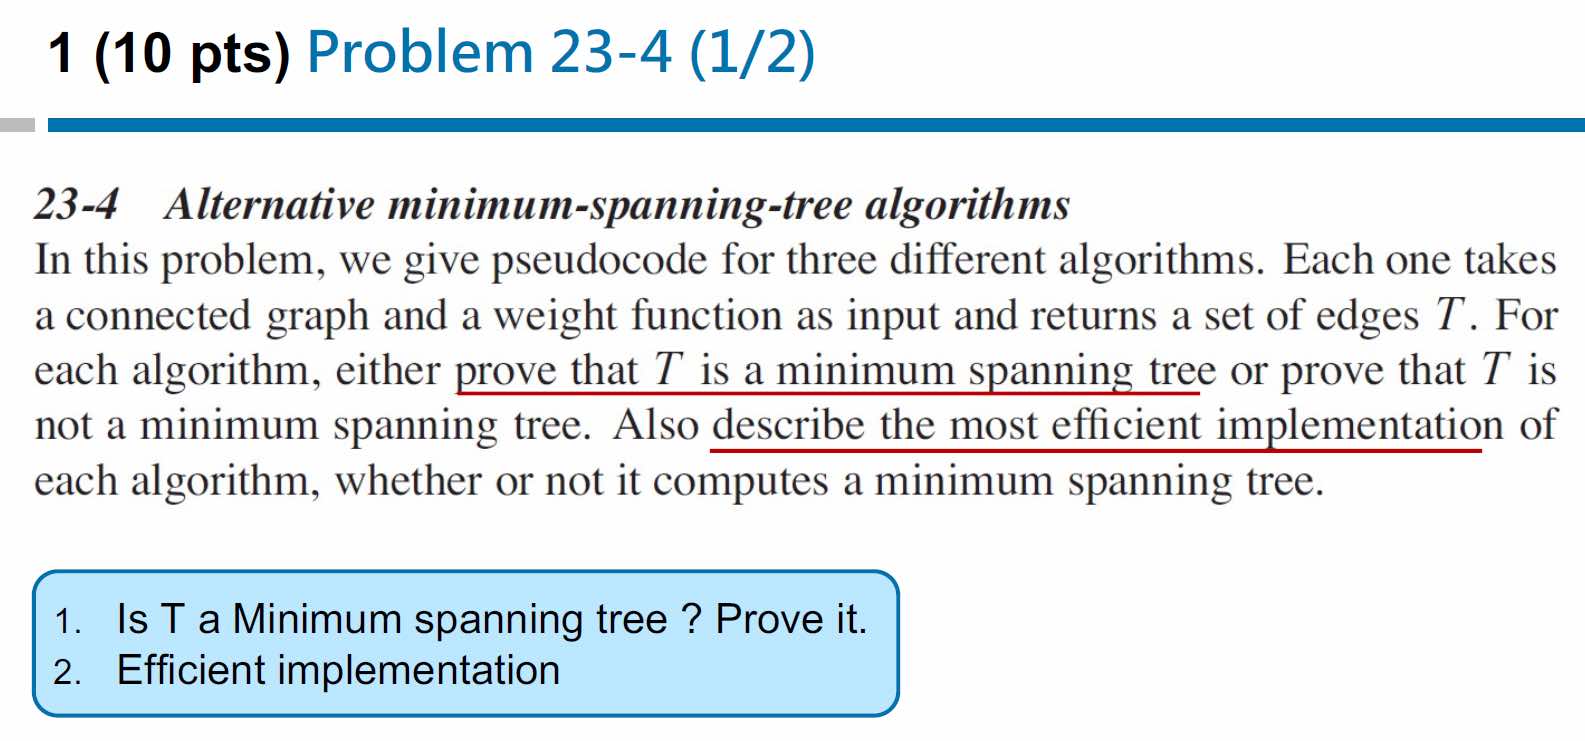 1 (10 pts) Problem 23-4 (1/2)
23-4 Alternative minimum-spanning-tree algorithms
In this problem, we give pseudocode for three different algorithms. Each one takes
a connected graph and a weight function as input and returns a set of edges T. For
each algorithm, either prove that T is a minimum spanning tree or prove that T is
not a minimum spanning tree. Also describe the most efficient implementation of
each algorithm, whether or not it computes a minimum spanning tree.
1. Is T a Minimum spanning tree ? Prove it.
2. Efficient implementation